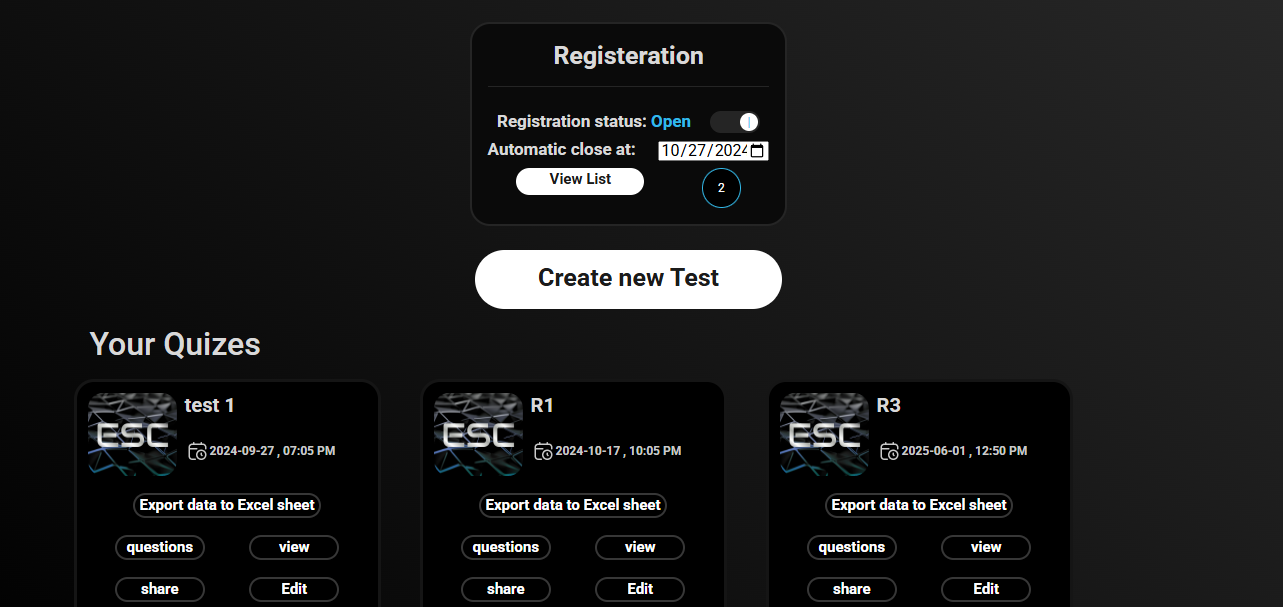 Registeration
Registration status: Open
Automatic close at: 10/27/2024
View List 2
Create new Test
Your Quizes
ESC test 1 ESC R1 ESC R3
2024-09-27 , 07:05 PM 2024-10-17 , 10:05 PM 2025-06-01 , 12:50 PM
Export data to Excel sheet Export data to Excel sheet Export data to Excel sheet
questions view questions view questions view
share Edit share Edit share Edit